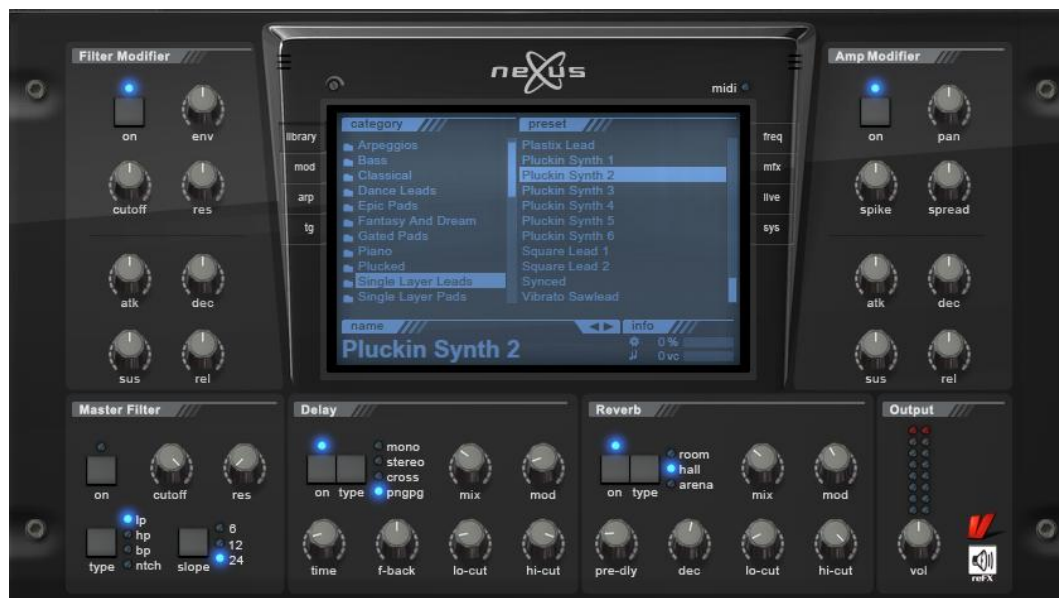 Filter Modifier
on
env
cutoff
res
atk
dec
sus
rel
nexus
midi
library
mod
arp
tg
freq
mfx
live
sys
category
Arpeggios
Bass
Classical
Dance Leads
Epic Pads
Fantasy And Dream
Gated Pads
Piano
Plucked
Single Layer Leads
Single Layer Pads
preset
Plastix Lead
Pluckin Synth 1
Pluckin Synth 2
Pluckin Synth 3
Pluckin Synth 4
Pluckin Synth 5
Pluckin Synth 6
Square Lead 1
Square Lead 2
Synced
Vibrato Sawlead
name
Pluckin Synth 2
info
0 %
0 vc
Amp Modifier
on
pan
spike
spread
atk
dec
sus
rel
Master Filter
on
cutoff
res
type
lp
hp
bp
ntch
slope
6
12
24
Delay
on
type
mono
stereo
cross
pngpg
mix
mod
time
f-back
lo-cut
hi-cut
Reverb
on
type
room
hall
arena
mix
mod
pre-dly
dec
lo-cut
hi-cut
Output
vol
reFX